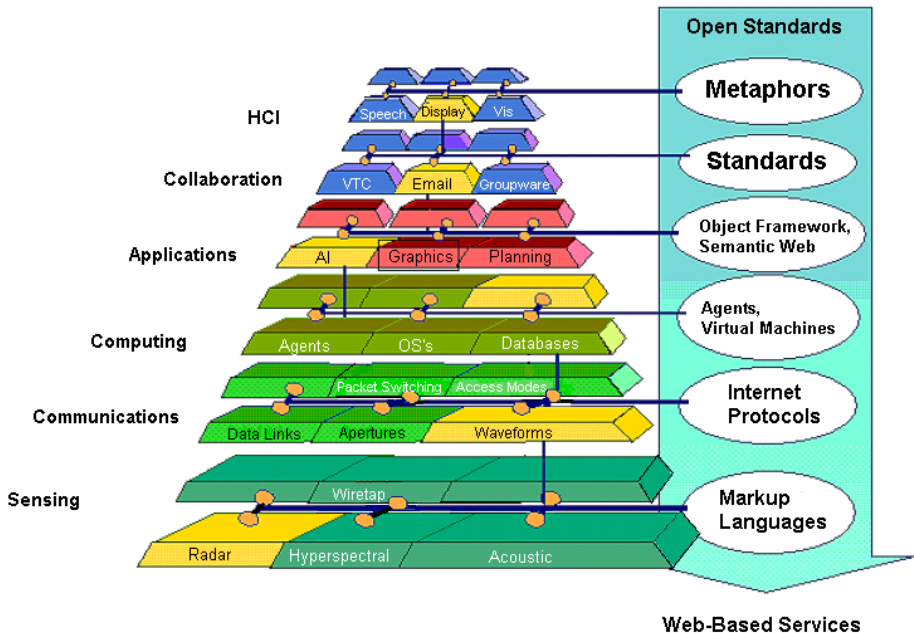 Open Standards
Metaphors
HCI
Speech
Display
Vis
Standards
Collaboration
VTC
Email
Groupware
Object Framework,
Semantic Web
Applications
AI
Graphics
Planning
Agents,
Virtual Machines
Computing
Agents
OS's
Databases
Packet Switching
Access Modes
Internet
Protocols
Communications
Data Links
Apertures
Waveforms
Sensing
Wiretap
Markup
Languages
Radar
Hyperspectral
Acoustic
Web-Based Services